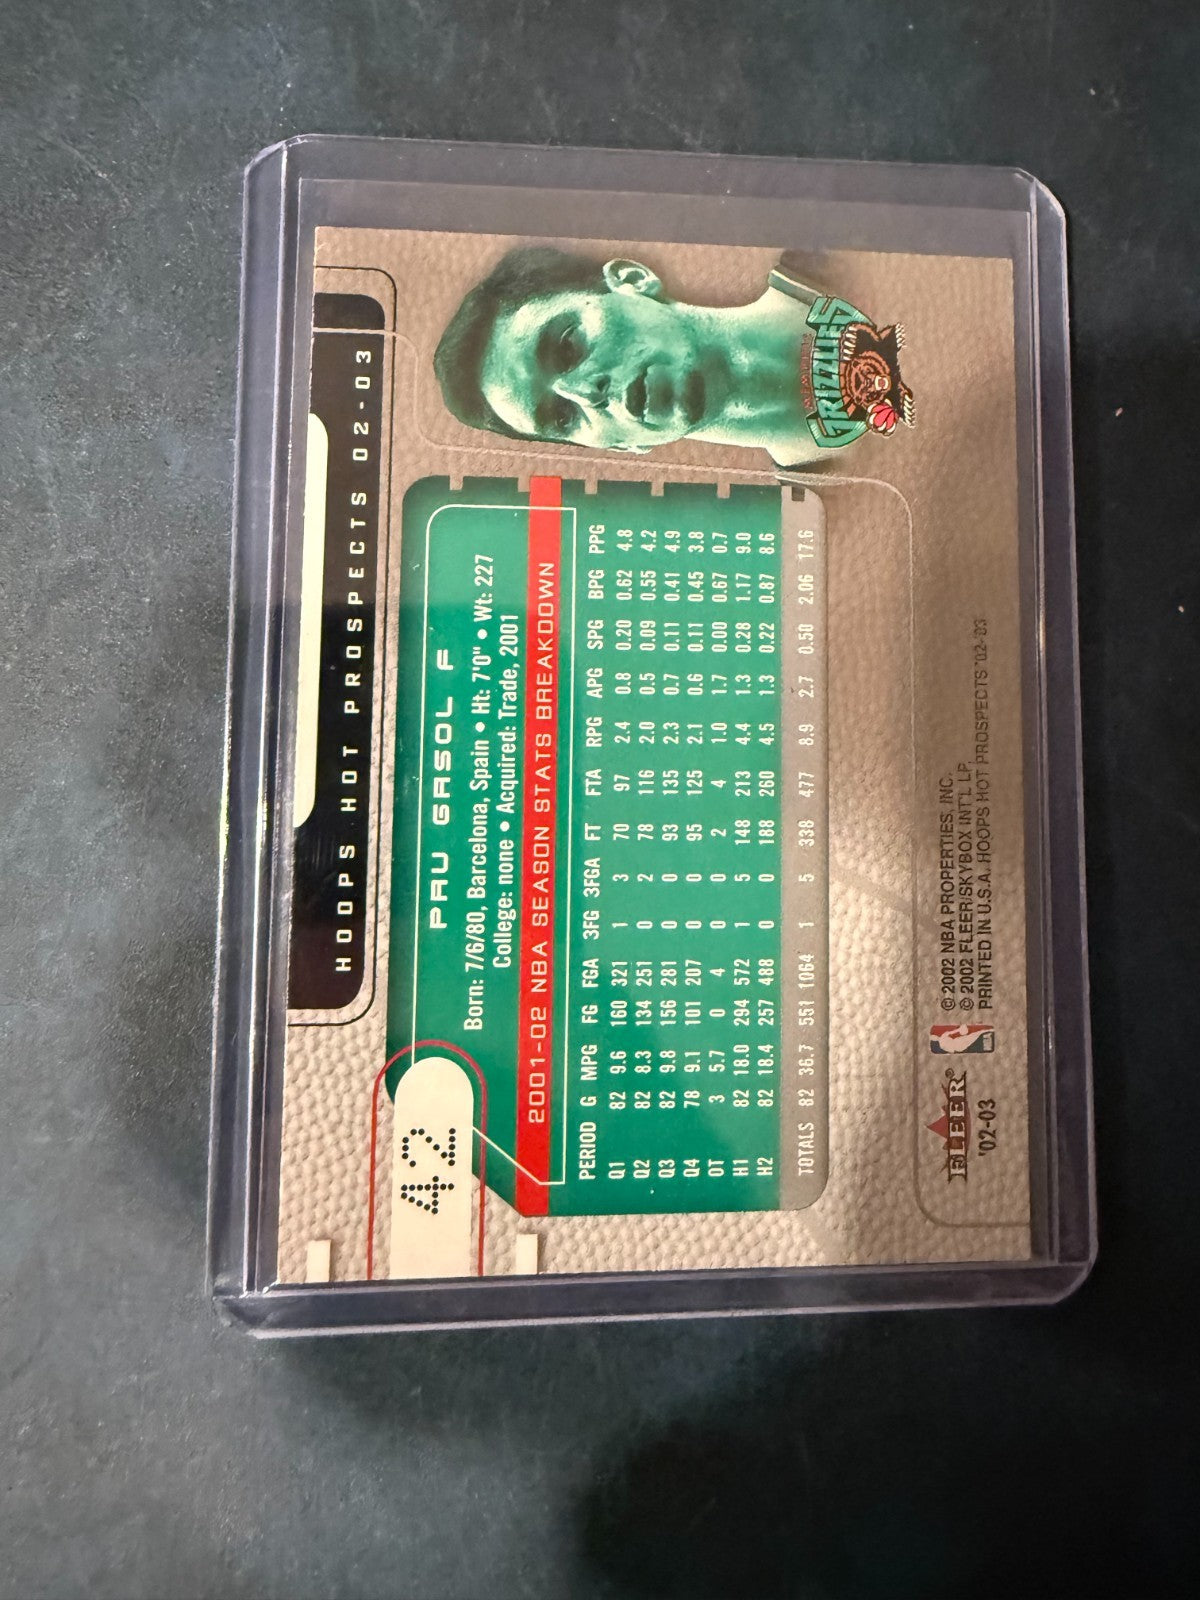 HOOPS HOT PROSPECTS 02-03
42
PAU GASOL F
Born: 7/6/80, Barcelona, Spain • Ht: 7'0" • Wt: 227
College: none • Acquired: Trade, 2001
2001-02 NBA SEASON STATS BREAKDOWN
PERIOD G MPG FG FGA 3FG 3FGA FT FTA RPG APG SPG BPG PPG
Q1 82 9.6 160 321 1 3 70 97 2.4 0.8 0.20 0.62 4.8
Q2 82 8.3 134 251 0 2 78 116 2.0 0.5 0.09 0.55 4.2
Q3 82 9.8 156 281 0 0 93 135 2.3 0.7 0.11 0.41 4.9
Q4 78 9.1 101 207 0 0 95 125 2.1 0.6 0.11 0.45 3.8
OT 3 5.7 0 4 0 0 2 4 1.0 1.7 0.00 0.67 0.7
H1 82 18.0 294 572 1 5 148 213 4.4 1.3 0.28 1.17 9.0
H2 82 18.4 257 488 0 0 188 260 4.5 1.3 0.22 0.87 8.6
TOTALS 82 36.7 551 1064 1 5 338 477 8.9 2.7 0.50 2.06 17.6
MEMPHIS
GRIZZLIES
FLEER®
'02-03
NBA
© 2002 NBA PROPERTIES, INC.
© 2002 FLEER/SKYBOX INT'L LP,
PRINTED IN U.S.A. HOOPS HOT PROSPECTS '02-'03